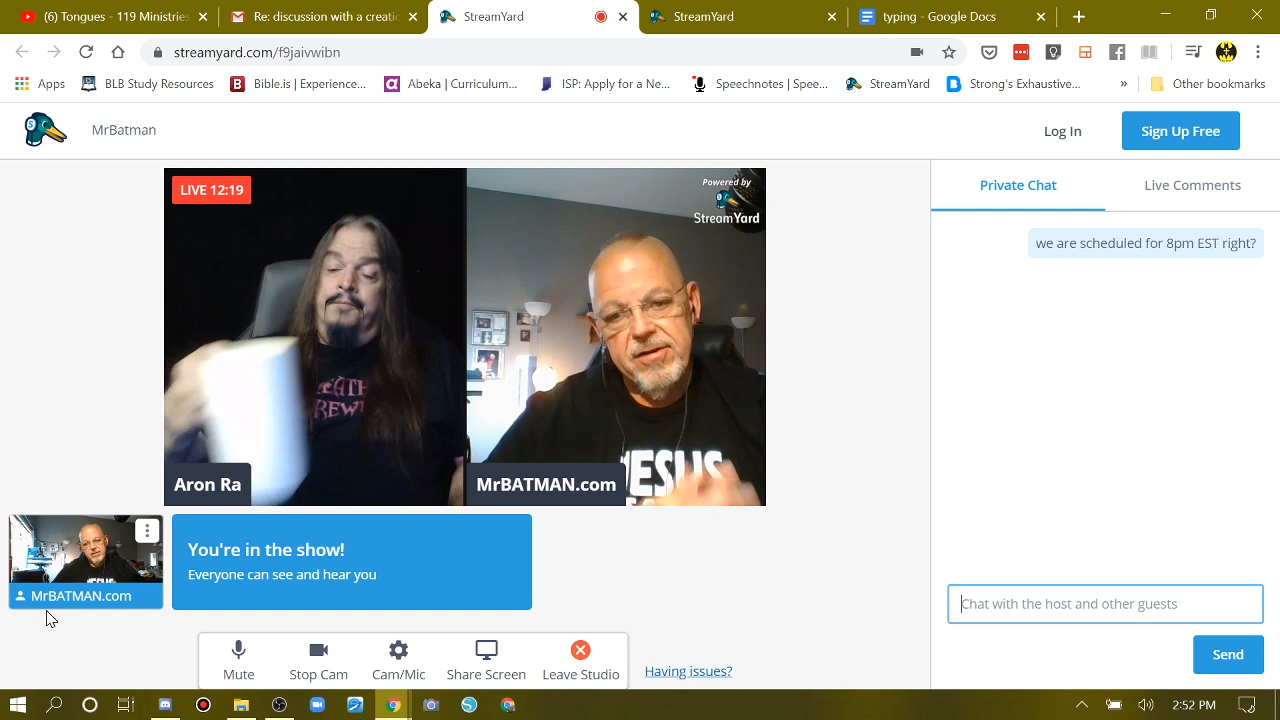 (6) Tongues - 119 Ministries
Re: discussion with a creati
StreamYard
StreamYard
typing - Google Docs
streamyard.com/f9jaivwibn
Apps
BLB Study Resources
Bible.is | Experience...
Abeka | Curriculum...
ISP: Apply for a Ne...
Speechnotes | Spee...
StreamYard
Strong's Exhaustive...
»
Other bookmarks
MrBatman
Log In
Sign Up Free
LIVE 12:19
Powered by
StreamYard
Aron Ra
MrBATMAN.com
JESUS
Private Chat
Live Comments
we are scheduled for 8pm EST right?
MrBATMAN.com
You're in the show!
Everyone can see and hear you
Mute
Stop Cam
Cam/Mic
Share Screen
Leave Studio
Having issues?
Chat with the host and other guests
Send
2:52 PM